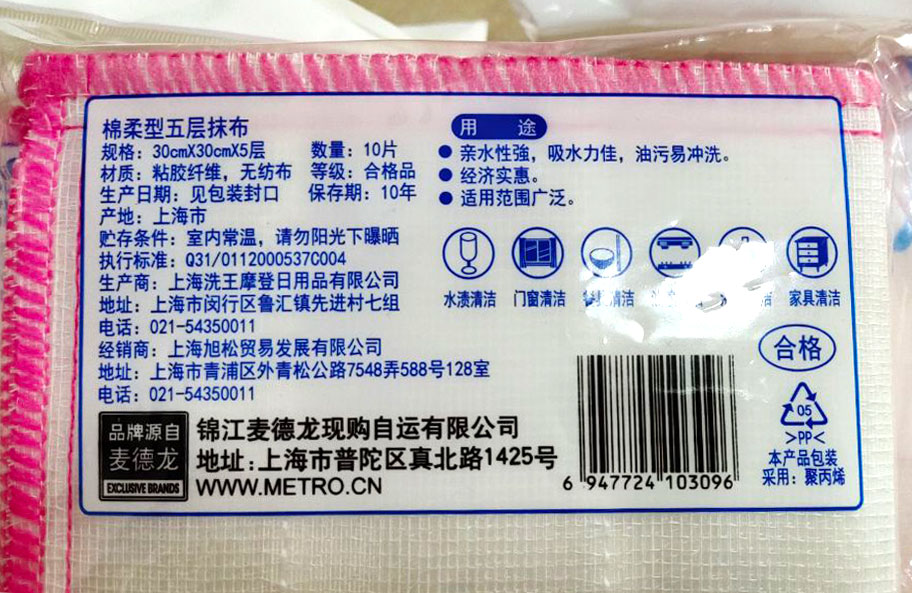 棉柔型五层抹布
规格：30cmX30cmX5层 数量：10片
材质：粘胶纤维，无纺布 等级：合格品
生产日期：见包装封口 保存期：10年
产地：上海市
贮存条件：室内常温，请勿阳光下曝晒
执行标准：Q31/0112000537C004
生产商：上海洗王摩登日用品有限公司
地址：上海市闵行区鲁汇镇先进村七组
电话：021-54350011
经销商：上海旭松贸易发展有限公司
地址：上海市青浦区外青松公路7548弄588号128室
电话：021-54350011
用 途
● 亲水性強，吸水力佳，油污易冲洗。
● 经济实惠。
● 适用范围广泛。
水渍清洁 门窗清洁 清洁 洁 家具清洁
合格
05
>PP<
本产品包装
采用：聚丙烯
品牌源自
麦德龙
EXCLUSIVE BRANDS
锦江麦德龙现购自运有限公司
地址：上海市普陀区真北路1425号
WWW.METRO.CN
6 947724 103096